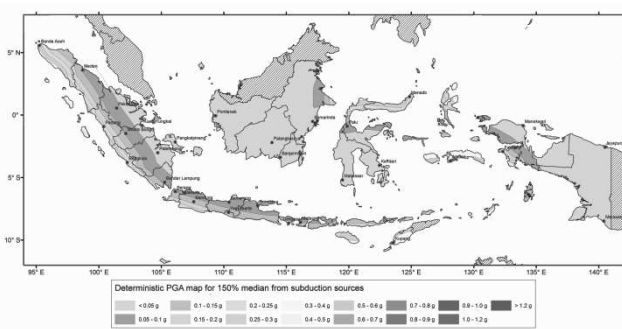 5° N
0°
5° S
10° S
Banda Aceh
Medan
Padang
Pangkalpinang
Bandar Lampung
Pontianak
Samarinda
Palu
Manado
Kendari
Makassar
Kupang
Manokwari
95° E
100° E
105° E
110° E
115° E
120° E
125° E
130° E
135° E
140° E
Deterministic PGA map for 150% median from subduction sources
< 0.05 g 0.1 - 0.15 g 0.2 - 0.25 g 0.3 - 0.4 g 0.5 - 0.6 g 0.7 - 0.8 g 0.9 - 1.0 g > 1.2 g
0.05 - 0.1 g 0.15 - 0.2 g 0.25 - 0.3 g 0.4 - 0.5 g 0.6 - 0.7 g 0.8 - 0.9 g 1.0 - 1.2 g